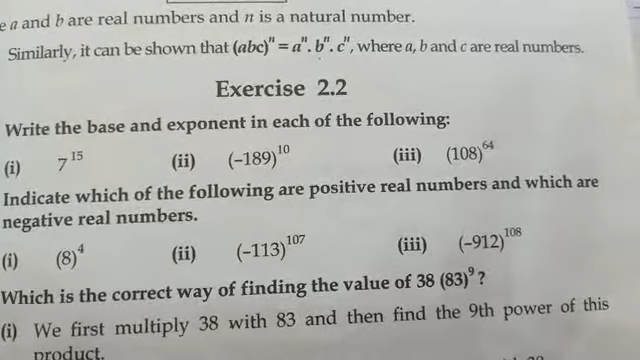 a and b are real numbers and n is a natural number.
Similarly, it can be shown that (abc)ⁿ = aⁿ. bⁿ. cⁿ, where a, b and c are real numbers.
Exercise 2.2
Write the base and exponent in each of the following:
(i) 7¹⁵ (ii) (–189)¹⁰ (iii) (108)⁶⁴
Indicate which of the following are positive real numbers and which are
negative real numbers.
(i) (8)⁴ (ii) (–113)¹⁰⁷ (iii) (–912)¹⁰⁸
Which is the correct way of finding the value of 38 (83)⁹ ?
(i) We first multiply 38 with 83 and then find the 9th power of this
product.